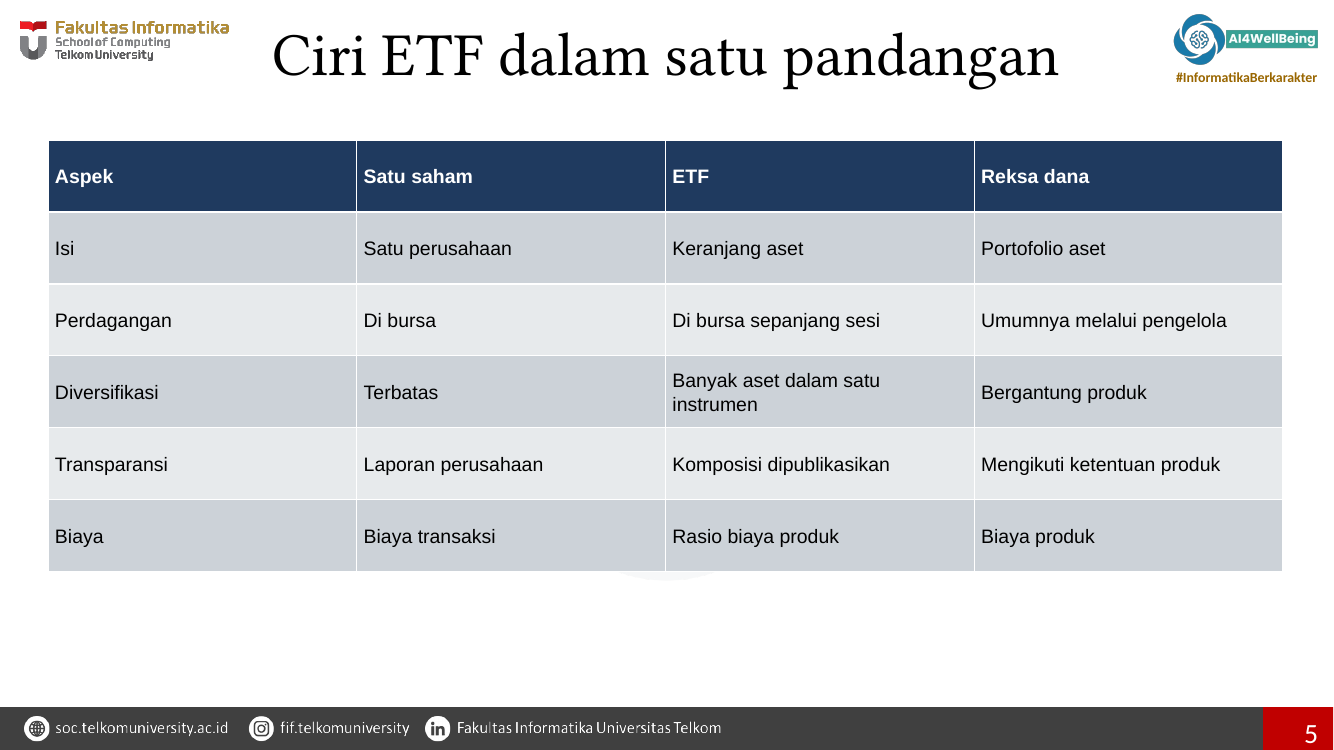 Fakultas Informatika
School of Computing
Telkom University
Ciri ETF dalam satu pandangan
AI4WellBeing
#InformatikaBerkarakter
Aspek Satu saham ETF Reksa dana
Isi Satu perusahaan Keranjang aset Portofolio aset
Perdagangan Di bursa Di bursa sepanjang sesi Umumnya melalui pengelola
Diversifikasi Terbatas Banyak aset dalam satu instrumen Bergantung produk
Transparansi Laporan perusahaan Komposisi dipublikasikan Mengikuti ketentuan produk
Biaya Biaya transaksi Rasio biaya produk Biaya produk
soc.telkomuniversity.ac.id fif.telkomuniversity Fakultas Informatika Universitas Telkom
5